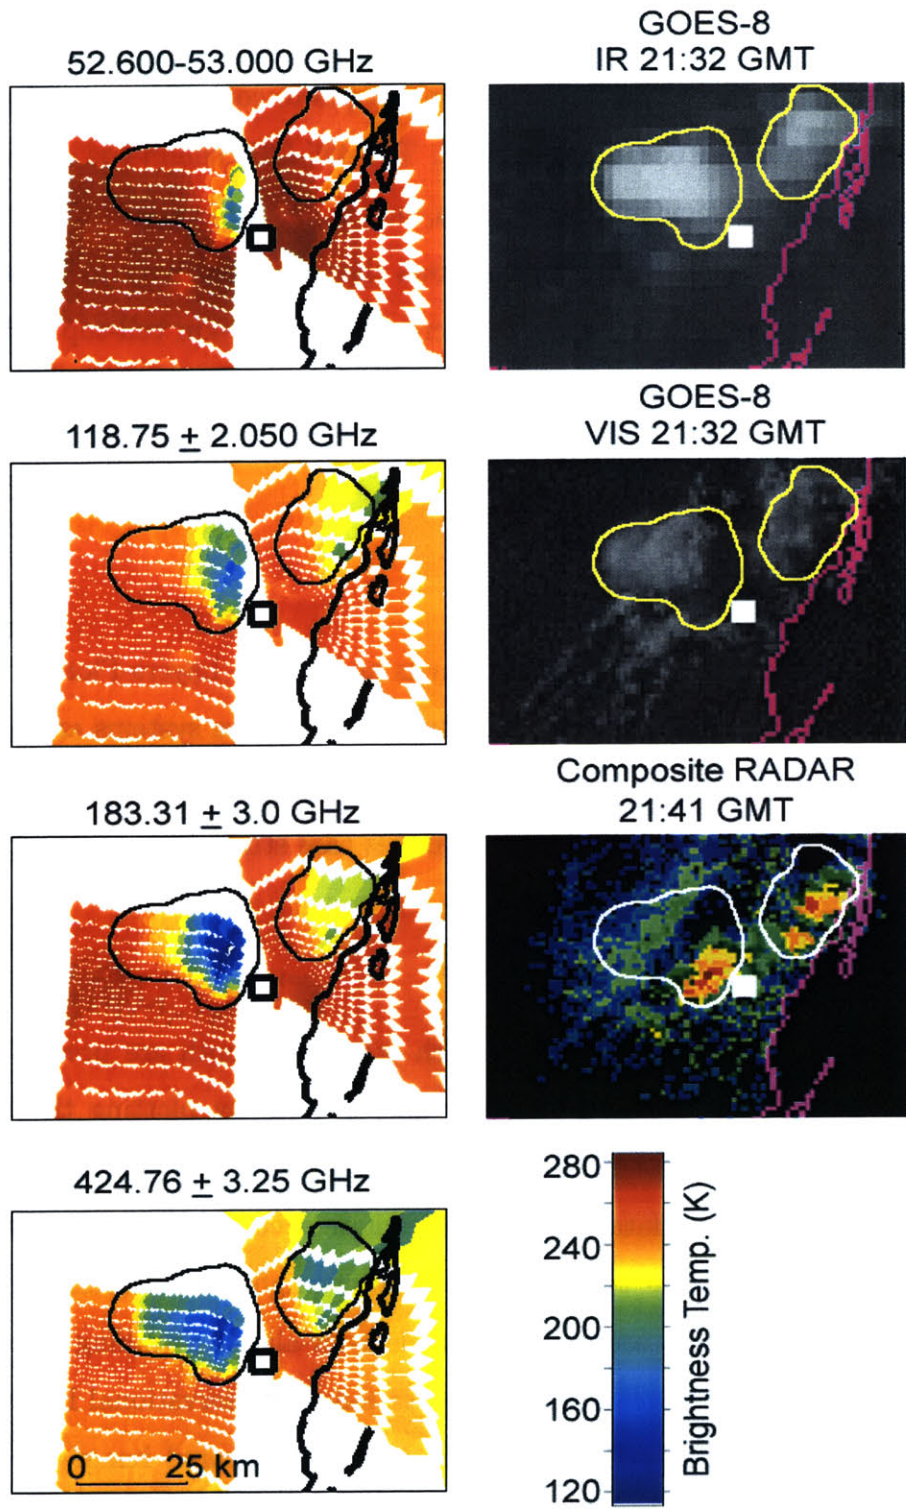 52.600-53.000 GHz
GOES-8
IR 21:32 GMT
118.75 ± 2.050 GHz
GOES-8
VIS 21:32 GMT
183.31 ± 3.0 GHz
Composite RADAR
21:41 GMT
424.76 ± 3.25 GHz
0 25 km
280
240
200
160
120
Brightness Temp. (K)